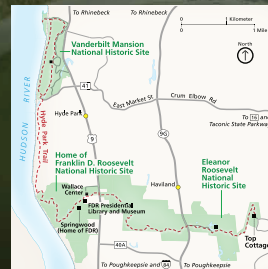 To Rhinebeck
To Rhinebeck
0
1 Kilometer
0
1 Mile
North
Vanderbilt Mansion
National Historic Site
41
HUDSON RIVER
Hyde Park Trail
Hyde Park
East Market St
Crum Elbow Rd
To 16 and
Taconic State Parkway
9
9G
Home of
Franklin D. Roosevelt
National Historic Site
Eleanor
Roosevelt
National
Historic
Site
Wallace
Center
Haviland
FDR Presidential
Library and Museum
Springwood
(Home of FDR)
Top
Cottage
40A
To Poughkeepsie and 84
To Poughkeepsie